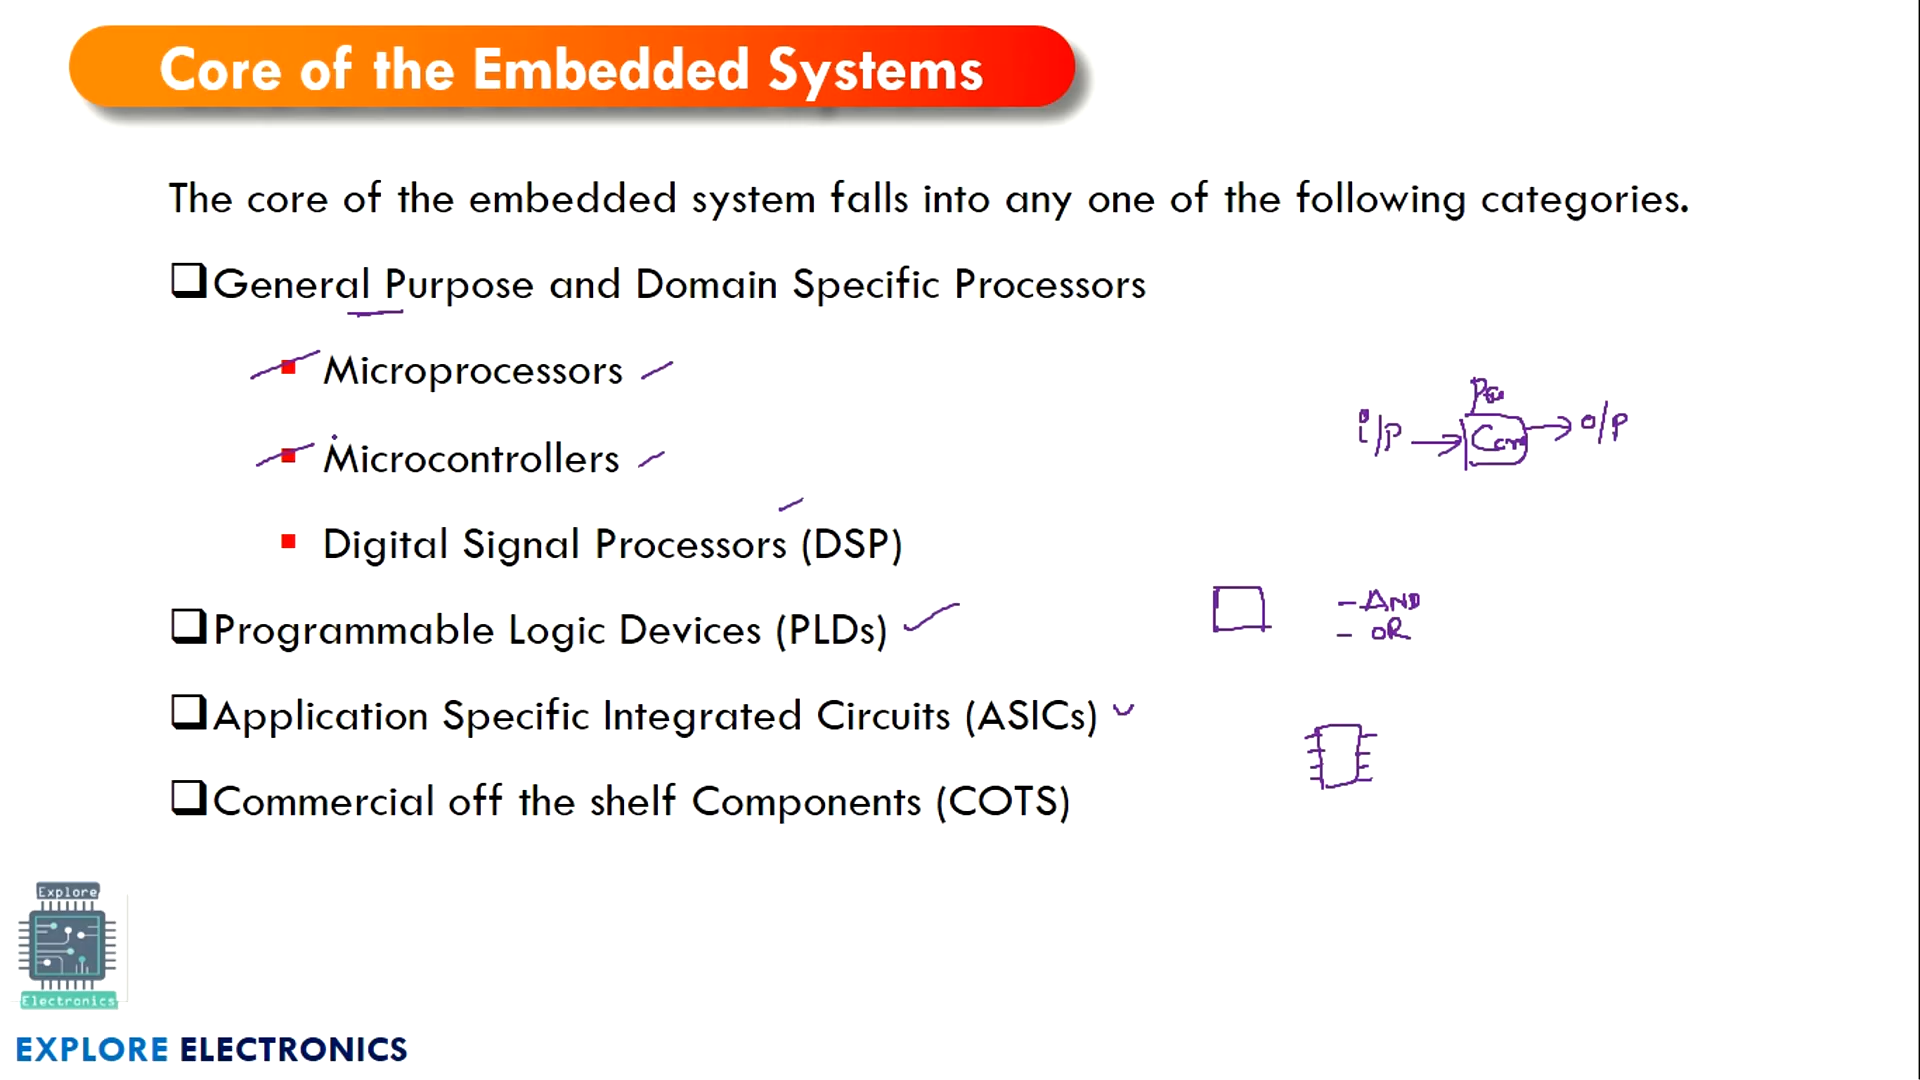 Core of the Embedded Systems
The core of the embedded system falls into any one of the following categories.
General Purpose and Domain Specific Processors
Microprocessors
Microcontrollers
Digital Signal Processors (DSP)
Programmable Logic Devices (PLDs)
Application Specific Integrated Circuits (ASICs)
Commercial off the shelf Components (COTS)
i/p
o/p
- AND
- OR
Explore
Electronics
EXPLORE ELECTRONICS